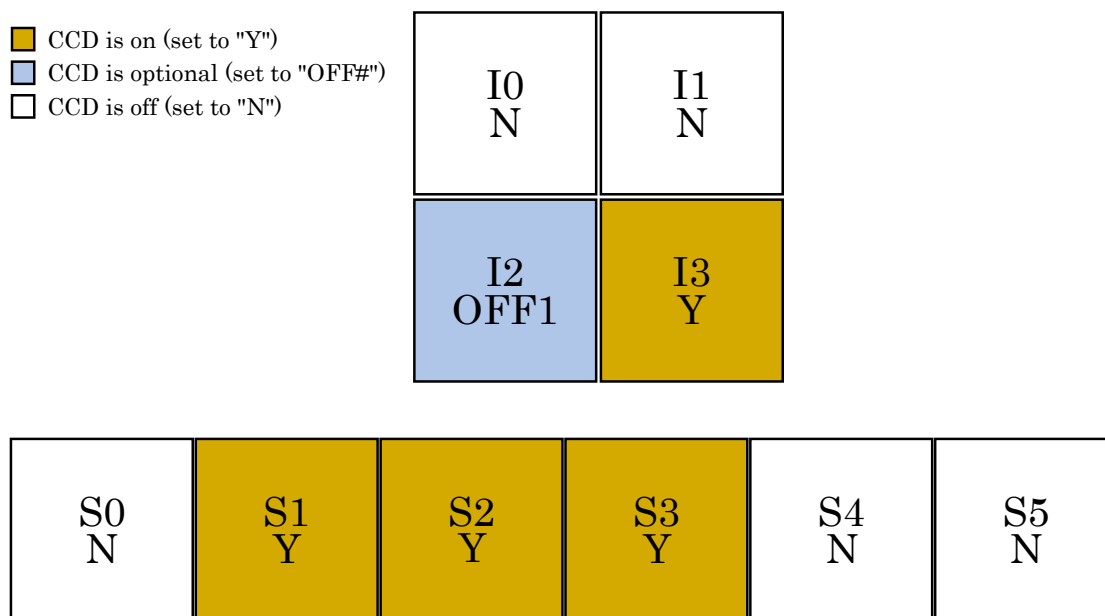 CCD is on (set to "Y")
CCD is optional (set to "OFF#")
CCD is off (set to "N")
I0
N
I1
N
I2
OFF1
I3
Y
S0
N
S1
Y
S2
Y
S3
Y
S4
N
S5
N